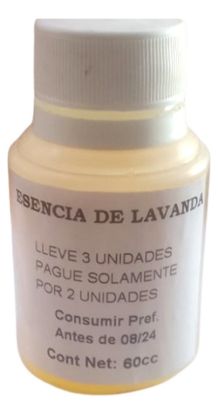 ESENCIA DE LAVANDA
LLEVE 3 UNIDADES
PAGUE SOLAMENTE
POR 2 UNIDADES
Consumir Pref.
Antes de 08/24
Cont Net: 60cc